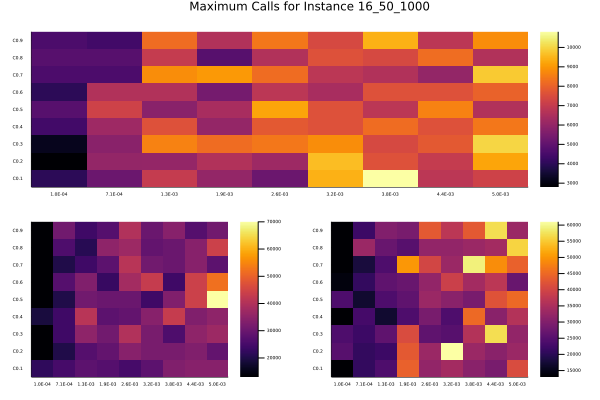 Maximum Calls for Instance 16_50_1000
C0.9
C0.8
C0.7
C0.6
C0.5
C0.4
C0.3
C0.2
C0.1
1.8E-04 7.1E-04 1.3E-03 1.9E-03 2.6E-03 3.2E-03 3.8E-03 4.4E-03 5.0E-03
10000
9000
8000
7000
6000
5000
4000
3000
C0.9
C0.8
C0.7
C0.6
C0.5
C0.4
C0.3
C0.2
C0.1
1.0E-04 7.1E-04 1.3E-03 1.9E-03 2.6E-03 3.2E-03 3.8E-03 4.4E-03 5.0E-03
70000
60000
50000
40000
30000
20000
C0.9
C0.8
C0.7
C0.6
C0.5
C0.4
C0.3
C0.2
C0.1
1.0E-04 7.1E-04 1.3E-03 1.9E-03 2.6E-03 3.2E-03 3.8E-03 4.4E-03 5.0E-03
60000
55000
50000
45000
40000
35000
30000
25000
20000
15000